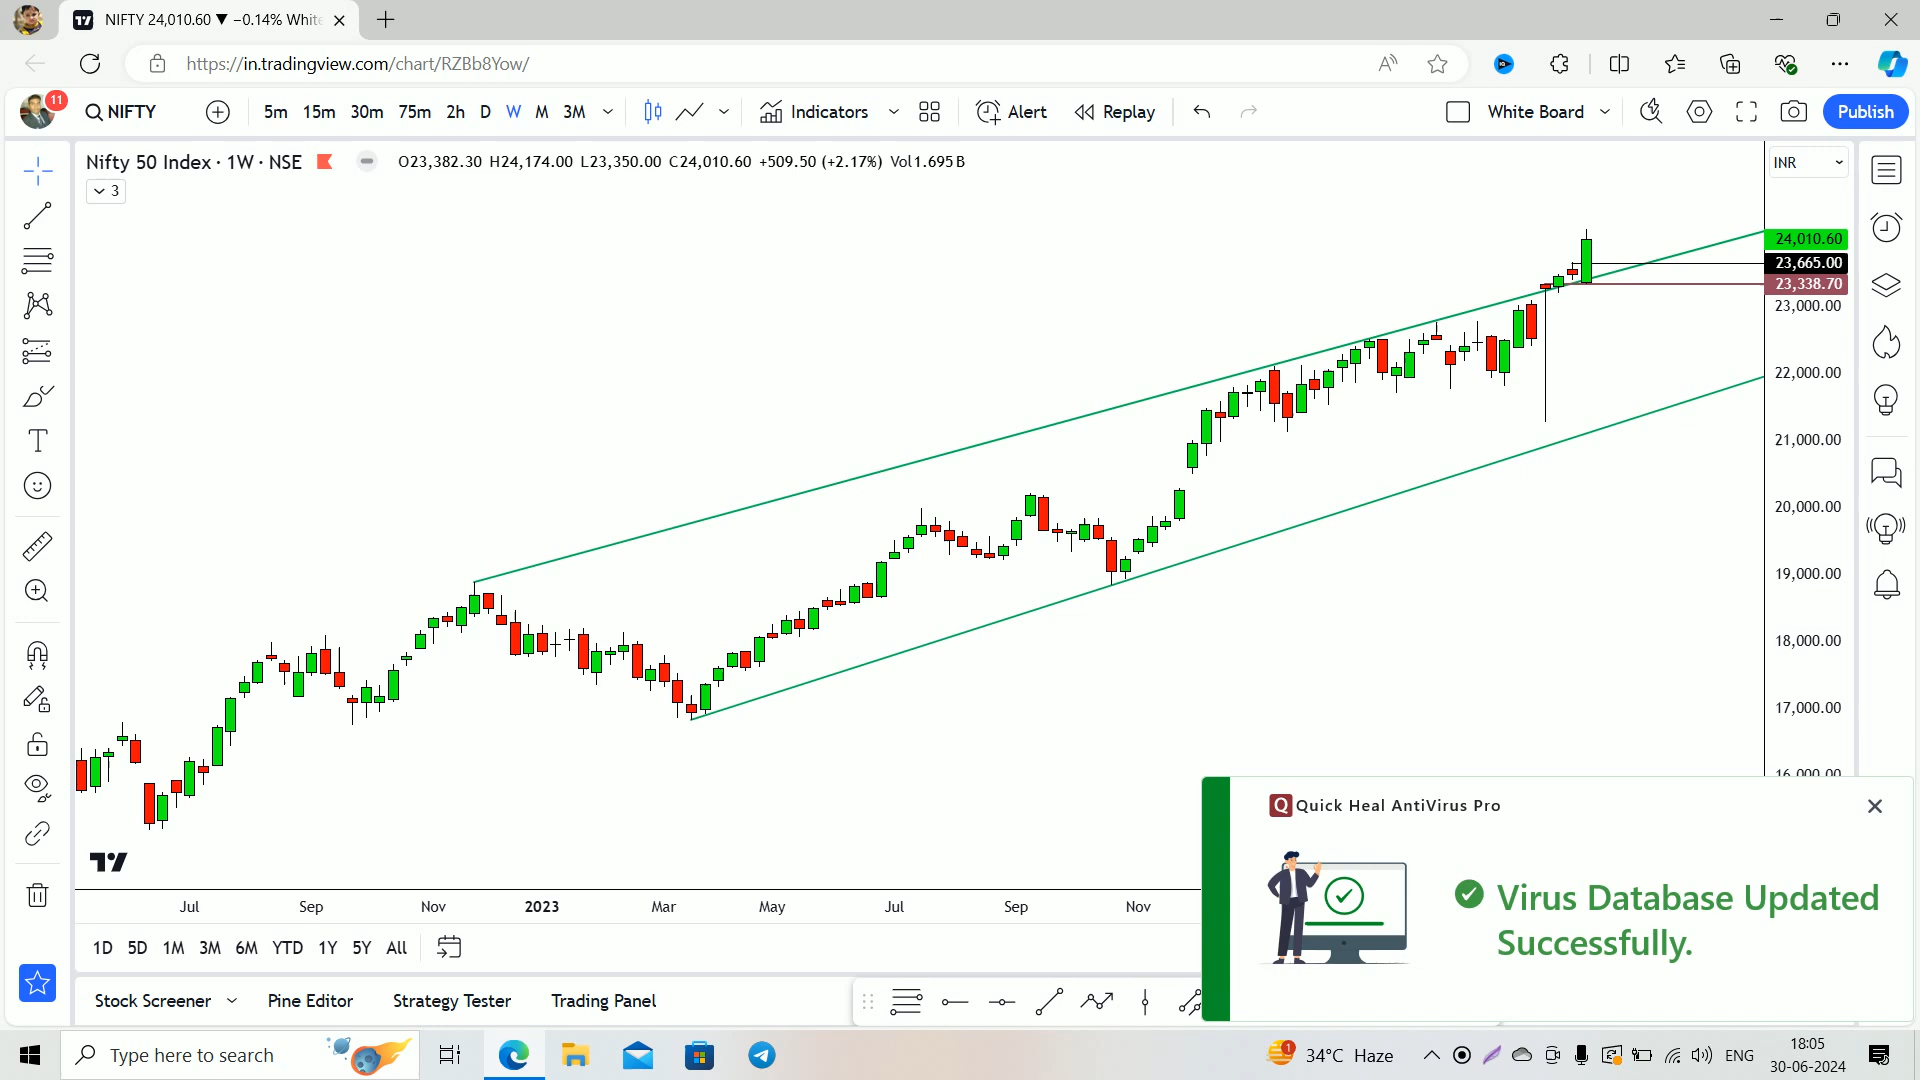 NIFTY 24,010.60 ▼ −0.14% White
https://in.tradingview.com/chart/RZBb8Yow/
11
NIFTY
5m 15m 30m 75m 2h D W M 3M
Indicators
Alert
Replay
White Board
Publish
Nifty 50 Index · 1W · NSE
O23,382.30 H24,174.00 L23,350.00 C24,010.60 +509.50 (+2.17%) Vol1.695B
INR
3
24,010.60
23,665.00
23,338.70
23,000.00
22,000.00
21,000.00
20,000.00
19,000.00
18,000.00
17,000.00
16,000.00
Quick Heal AntiVirus Pro
Virus Database Updated
Successfully.
Jul Sep Nov 2023 Mar May Jul Sep Nov
1D 5D 1M 3M 6M YTD 1Y 5Y All
Stock Screener Pine Editor Strategy Tester Trading Panel
Type here to search
1
34°C Haze
ENG
18:05
30-06-2024